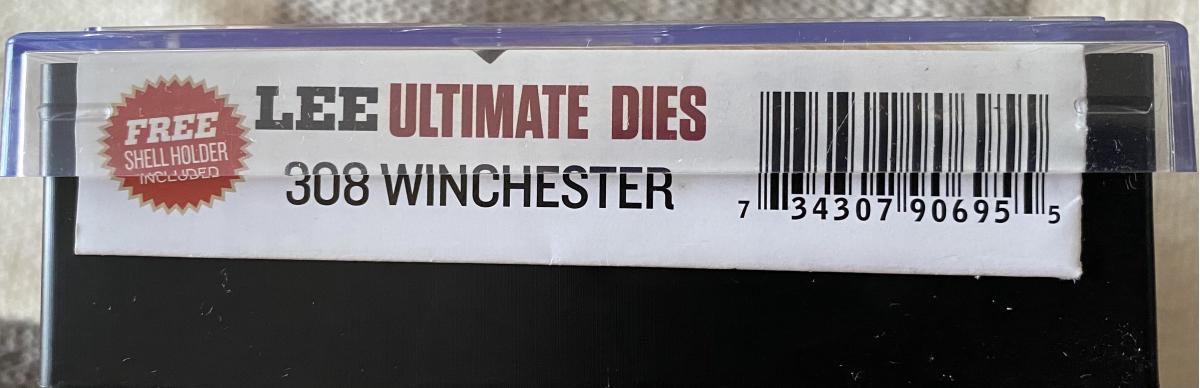 FREE
SHELL HOLDER
INCLUDED
LEE ULTIMATE DIES
308 WINCHESTER
7 34307 90695 5